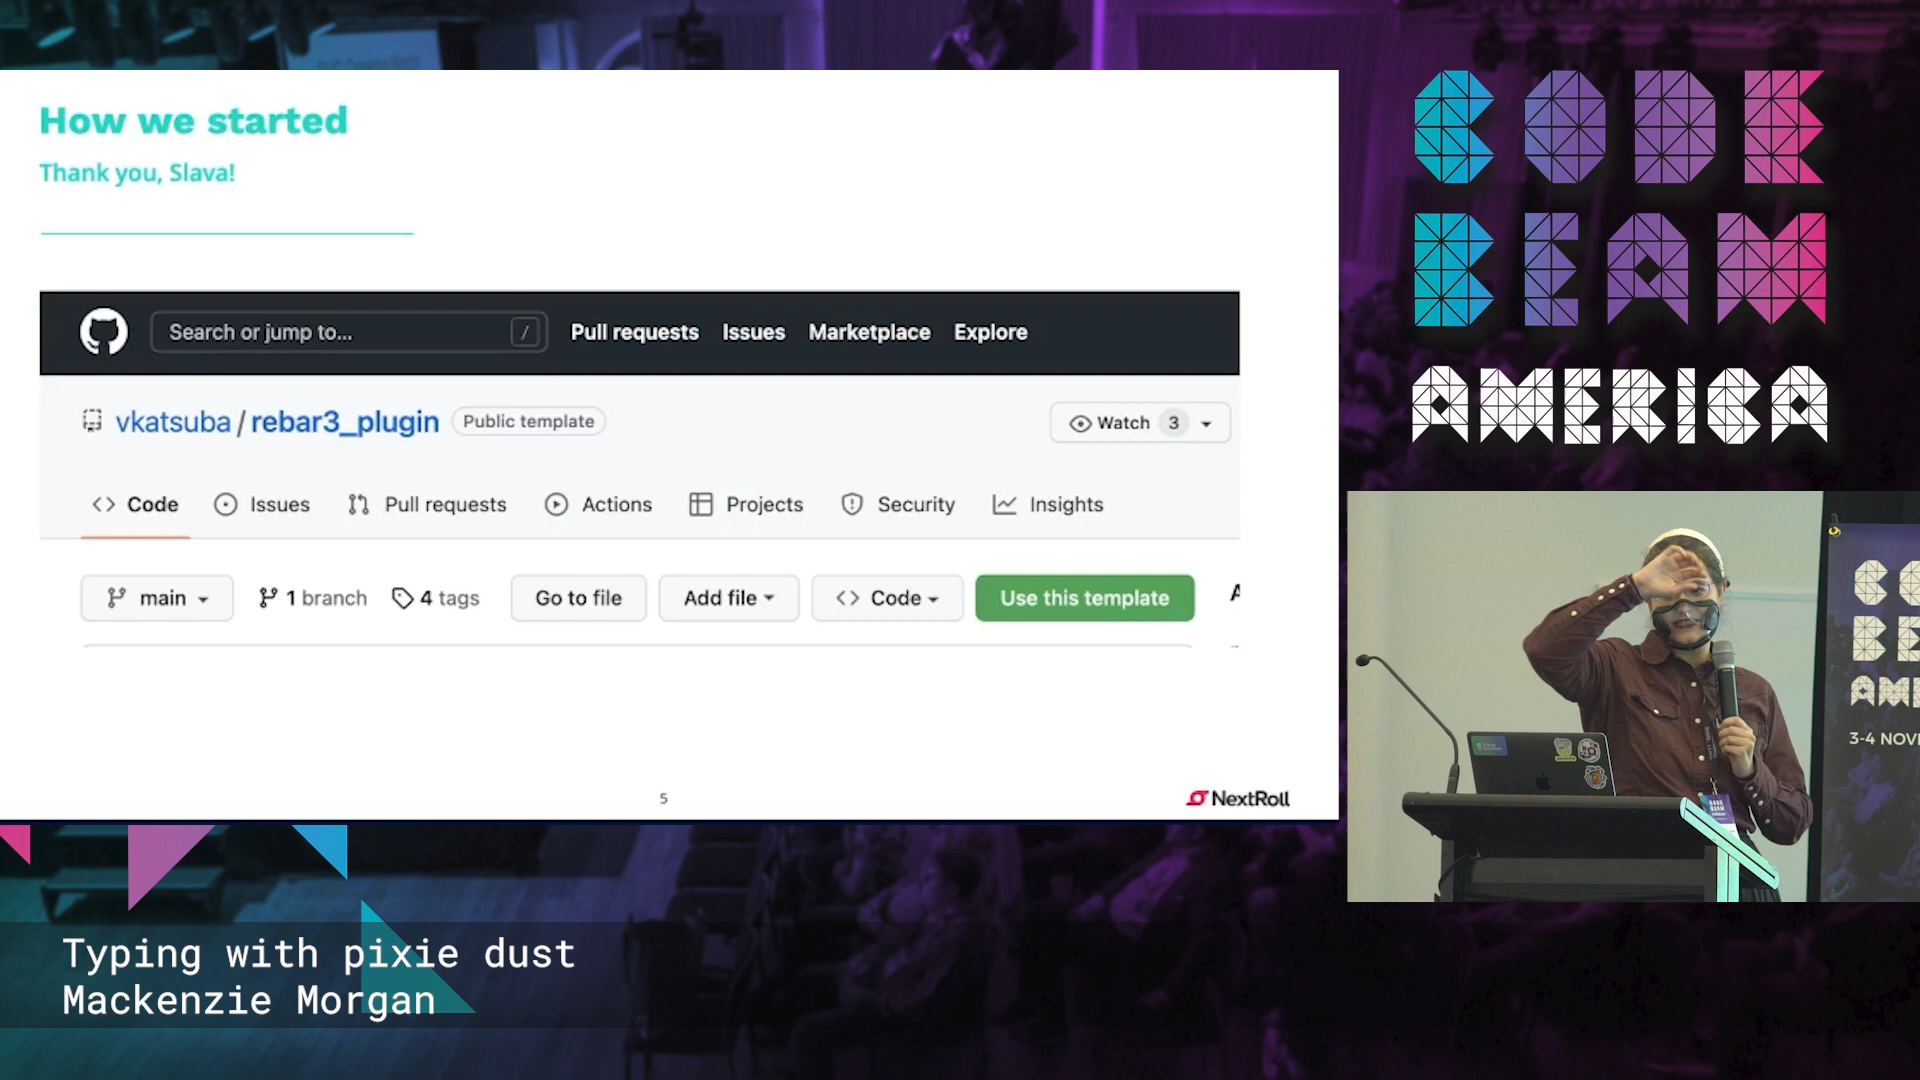 How we started
Thank you, Slava!
Search or jump to...
/
Pull requests
Issues
Marketplace
Explore
vkatsuba / rebar3_plugin
Public template
Watch 3
Code
Issues
Pull requests
Actions
Projects
Security
Insights
main
1 branch
4 tags
Go to file
Add file
Code
Use this template
5
NextRoll
CODE
BEAM
AMERICA
3-4 NOV
Typing with pixie dust
Mackenzie Morgan